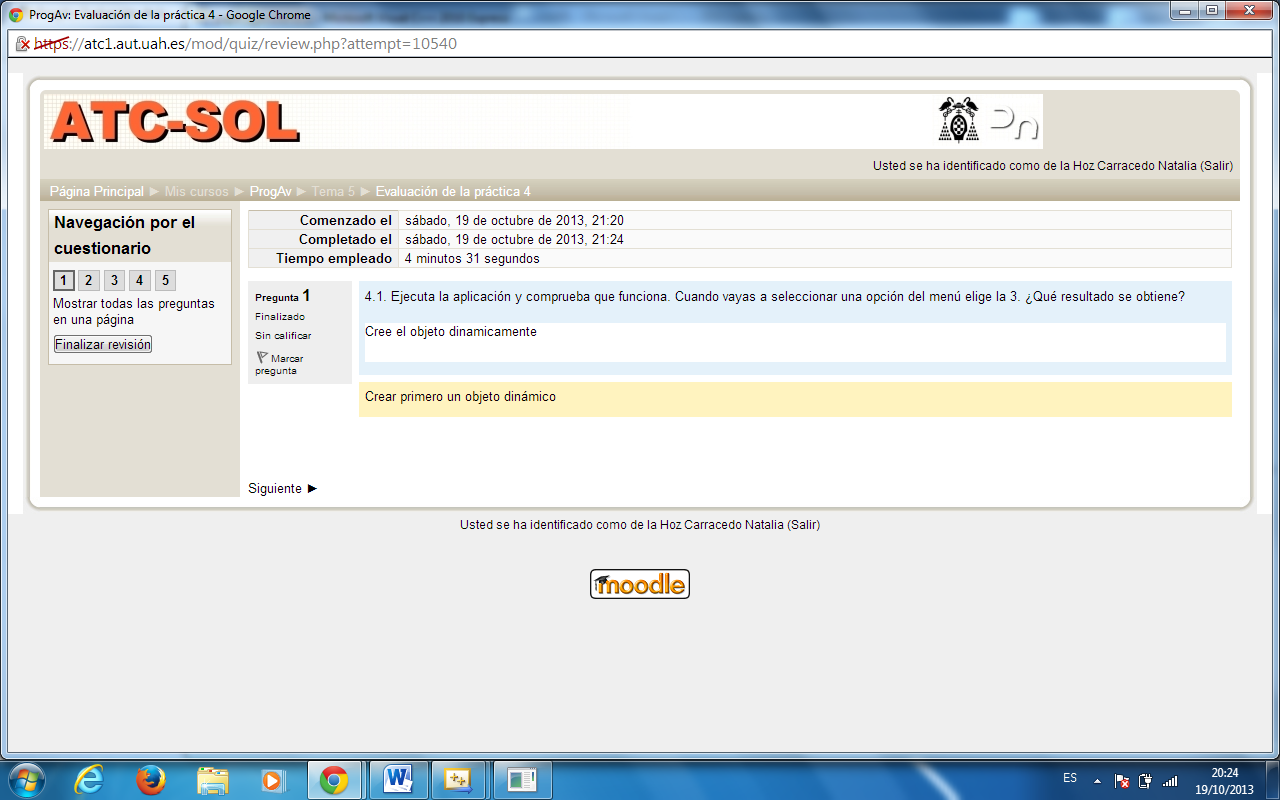 ProgAv: Evaluación de la práctica 4 - Google Chrome
https://atc1.aut.uah.es/mod/quiz/review.php?attempt=10540
ATC-SOL
Usted se ha identificado como de la Hoz Carracedo Natalia (Salir)
Página Principal ► Mis cursos ► ProgAv ► Tema 5 ► Evaluación de la práctica 4
Navegación por el
cuestionario
1 2 3 4 5
Mostrar todas las preguntas
en una página
Finalizar revisión
Comenzado el sábado, 19 de octubre de 2013, 21:20
Completado el sábado, 19 de octubre de 2013, 21:24
Tiempo empleado 4 minutos 31 segundos
Pregunta 1
Finalizado
Sin calificar
Marcar
pregunta
4.1. Ejecuta la aplicación y comprueba que funciona. Cuando vayas a seleccionar una opción del menú elige la 3. ¿Qué resultado se obtiene?
Cree el objeto dinamicamente
Crear primero un objeto dinámico
Siguiente ►
Usted se ha identificado como de la Hoz Carracedo Natalia (Salir)
moodle
ES
20:24
19/10/2013